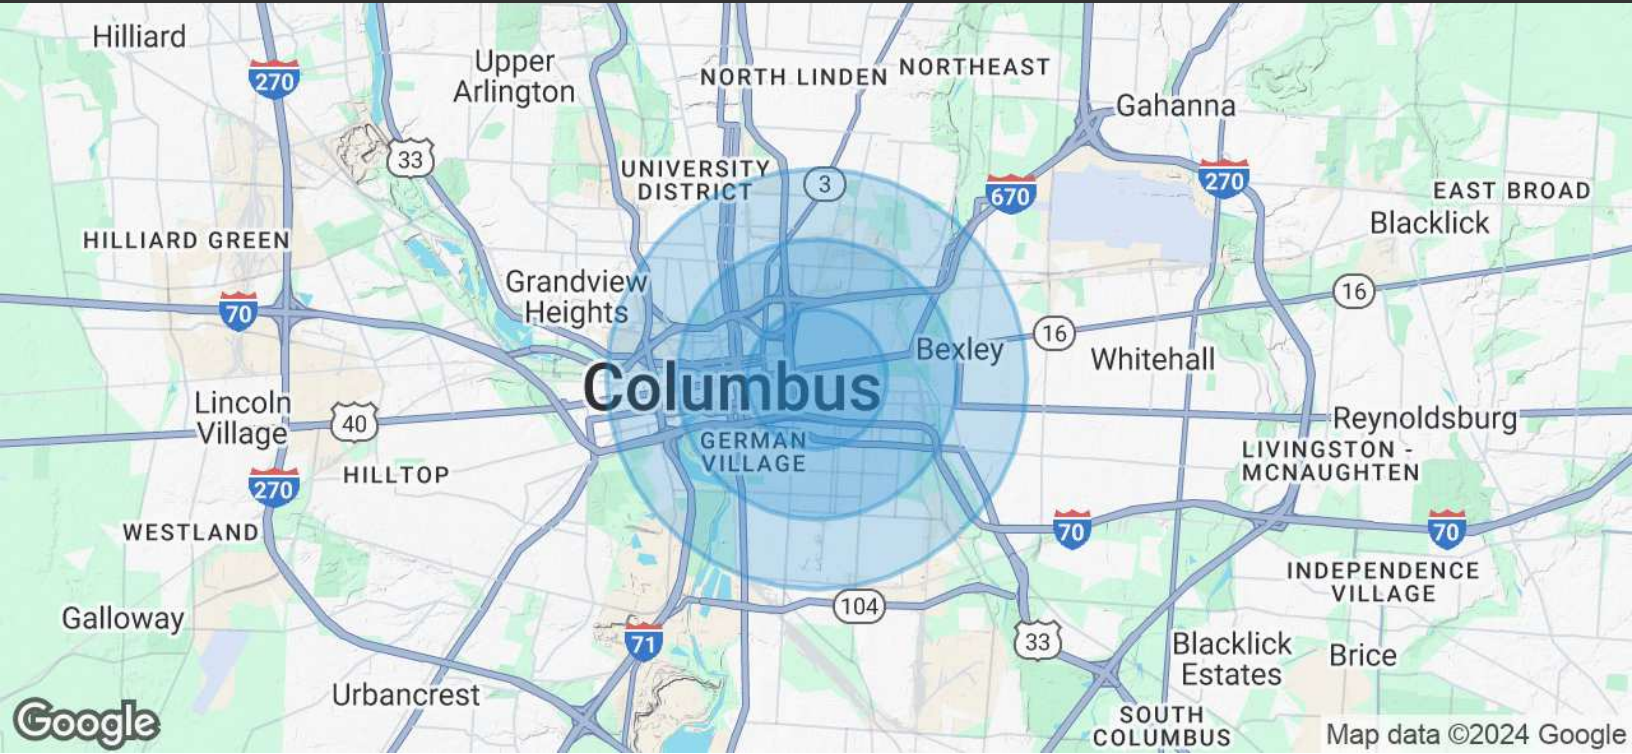 Hilliard
270
Upper
Arlington
NORTH LINDEN
NORTHEAST
Gahanna
33
UNIVERSITY
DISTRICT
3
670
270
EAST BROAD
Blacklick
HILLIARD GREEN
Grandview
Heights
70
16
16
Bexley
Whitehall
Columbus
Lincoln
Village
40
Reynoldsburg
GERMAN
VILLAGE
LIVINGSTON -
MCNAUGHTEN
HILLTOP
270
WESTLAND
70
70
INDEPENDENCE
VILLAGE
Galloway
104
71
33
Blacklick
Estates
Brice
Urbancrest
SOUTH
COLUMBUS
Google
Map data ©2024 Google